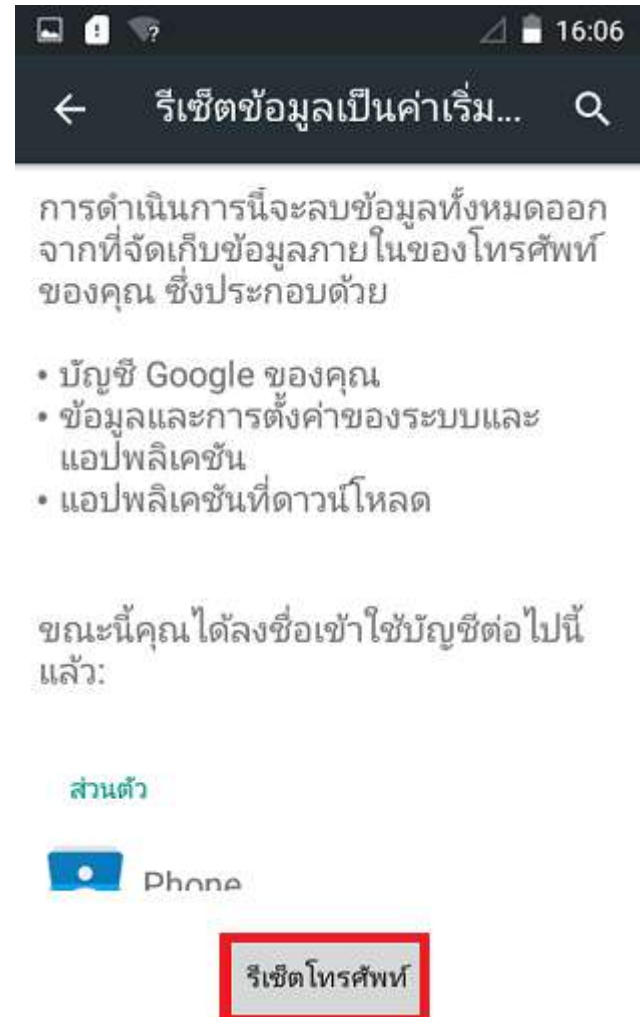 16:06
รีเซ็ตข้อมูลเป็นค่าเริ่ม...
การดำเนินการนี้จะลบข้อมูลทั้งหมดออก
จากที่จัดเก็บข้อมูลภายในของโทรศัพท์
ของคุณ ซึ่งประกอบด้วย
• บัญชี Google ของคุณ
• ข้อมูลและการตั้งค่าของระบบและ
แอปพลิเคชัน
• แอปพลิเคชันที่ดาวน์โหลด
ขณะนี้คุณได้ลงชื่อเข้าใช้บัญชีต่อไปนี้
แล้ว:
ส่วนตัว
Phone
รีเซ็ตโทรศัพท์